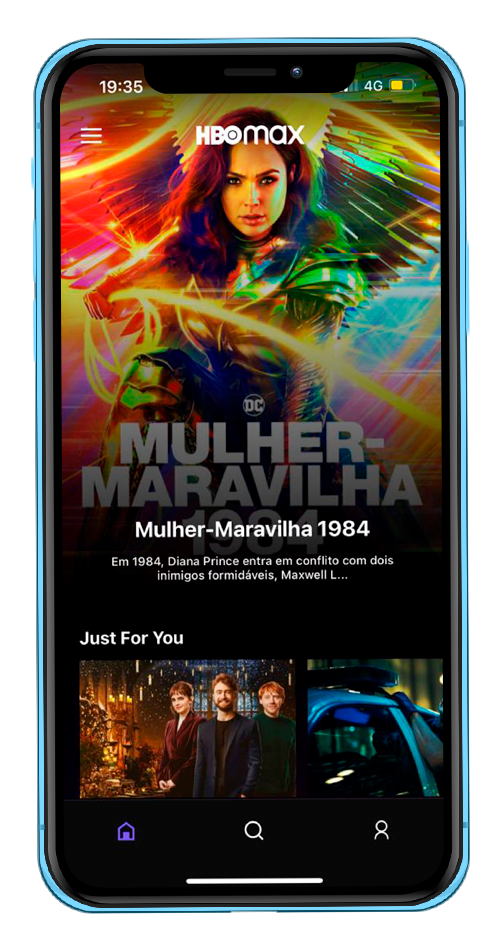 19:35
4G
HBOmax
DC
MULHER-
MARAVILHA
1984
Mulher-Maravilha 1984
Em 1984, Diana Prince entra em conflito com dois
inimigos formidáveis, Maxwell L...
Just For You